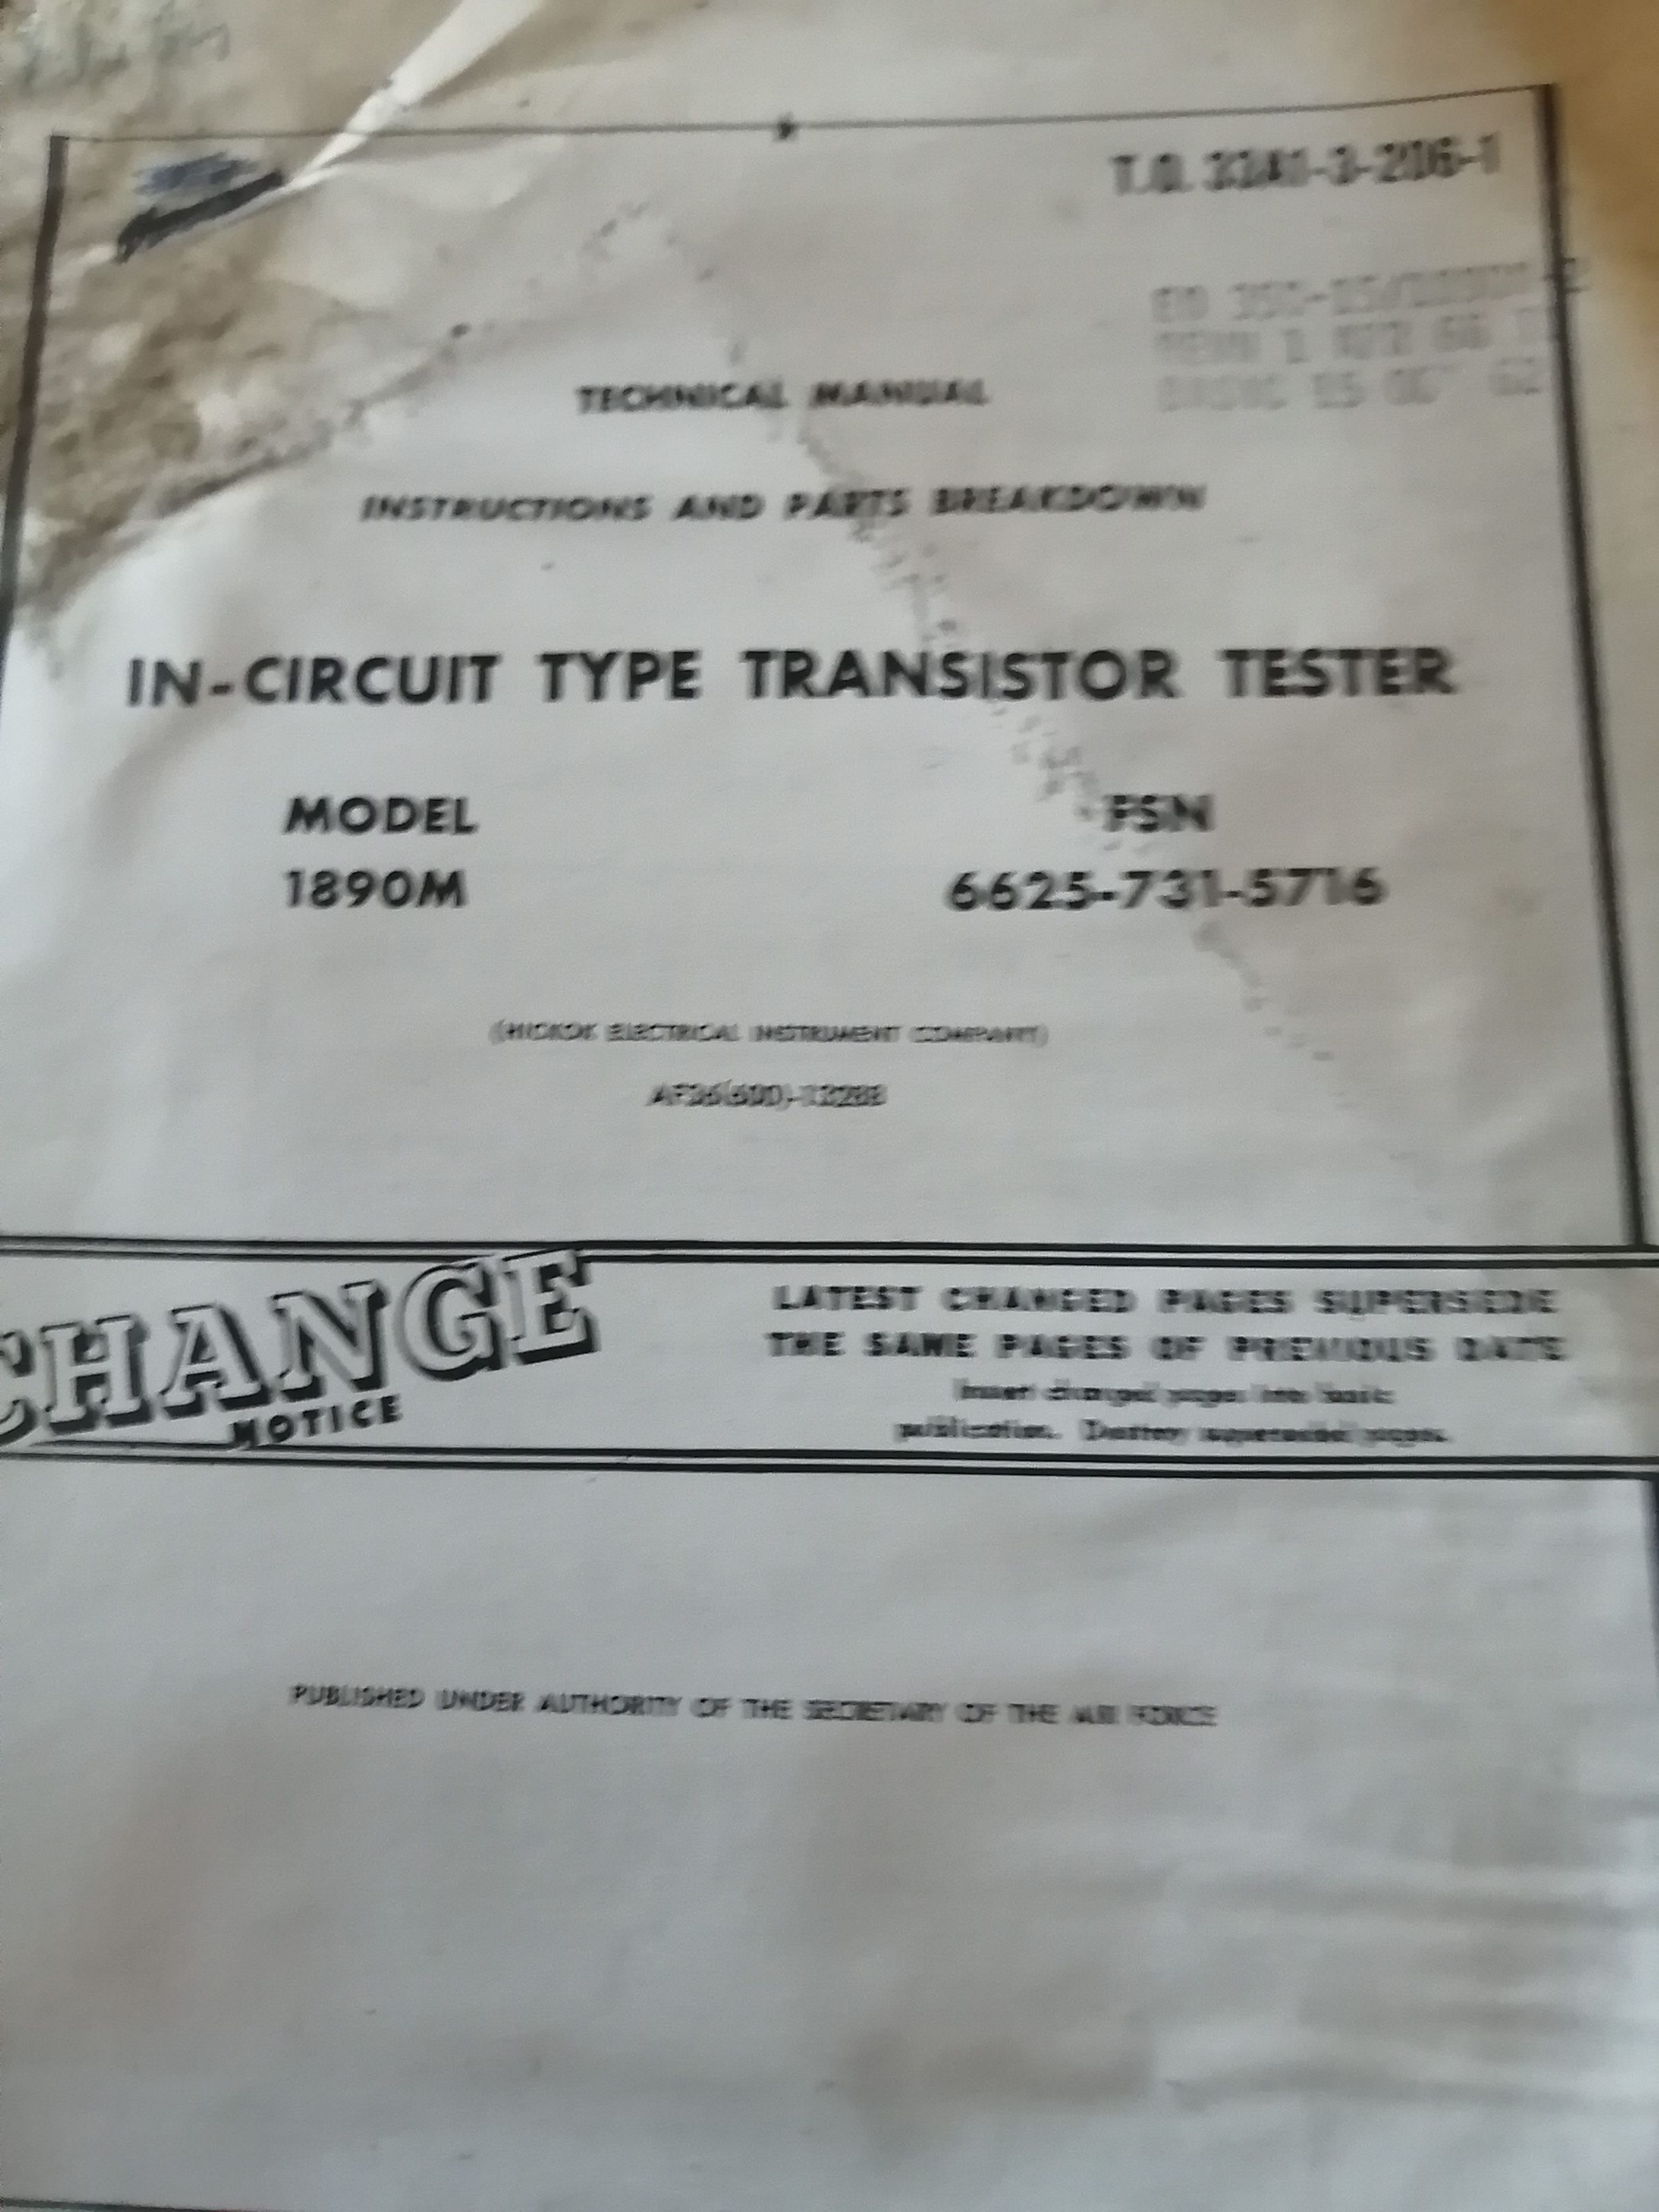 T.O. 33A1-3-206-1
TECHNICAL MANUAL
INSTRUCTIONS AND PARTS BREAKDOWN
IN-CIRCUIT TYPE TRANSISTOR TESTER
MODEL FSN
1890M 6625-731-5716
(HICKOK ELECTRICAL INSTRUMENT COMPANY)
CHANGE
NOTICE
LATEST CHANGED PAGES SUPERSEDE
THE SAME PAGES OF PREVIOUS DATE
Insert changed pages into basic
publication. Destroy superseded pages.
PUBLISHED UNDER AUTHORITY OF THE SECRETARY OF THE AIR FORCE